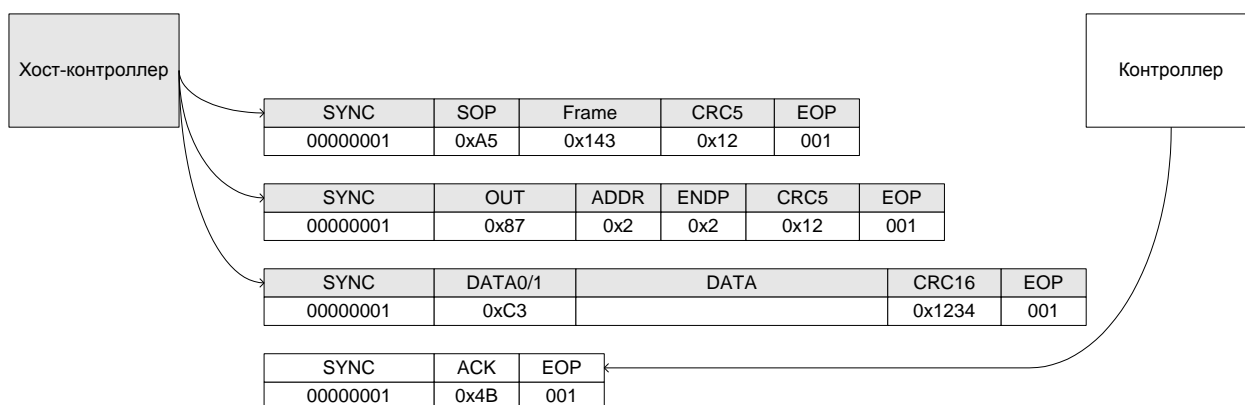 Хост-контроллер
Контроллер
SYNC SOP Frame CRC5 EOP
00000001 0xA5 0x143 0x12 001
SYNC OUT ADDR ENDP CRC5 EOP
00000001 0x87 0x2 0x2 0x12 001
SYNC DATA0/1 DATA CRC16 EOP
00000001 0xC3 0x1234 001
SYNC ACK EOP
00000001 0x4B 001